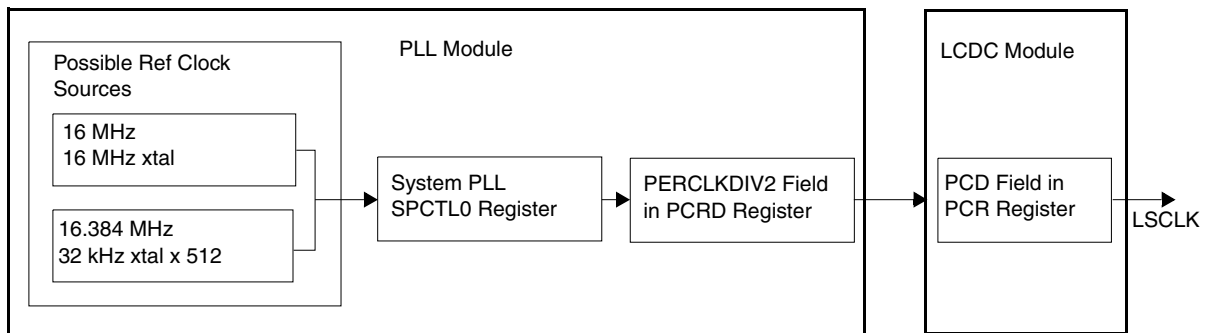 PLL Module
Possible Ref Clock
Sources
16 MHz
16 MHz xtal
16.384 MHz
32 kHz xtal x 512
System PLL
SPCTL0 Register
PERCLKDIV2 Field
in PCRD Register
LCDC Module
PCD Field in
PCR Register
LSCLK